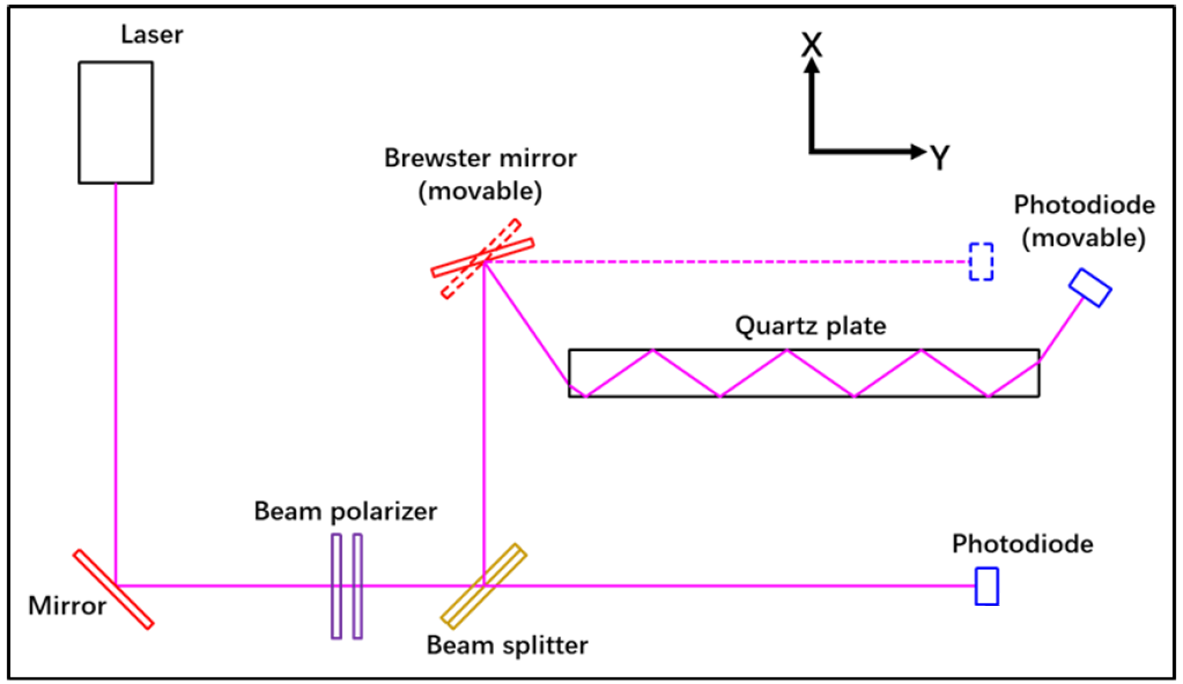 Laser
X
Y
Brewster mirror
(movable)
Photodiode
(movable)
Quartz plate
Beam polarizer
Photodiode
Mirror
Beam splitter